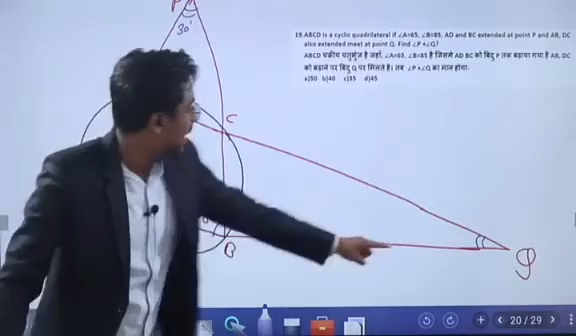 P
30°
19.ABCD is a cyclic quadrilateral if ∠A=65, ∠B=85, AD and BC extended at point P and AB, DC
also extended meet at point Q. Find ∠P +∠Q?
ABCD चक्रीय चतुर्भुज है जहाँ, ∠A=65, ∠B=85 है जिसमे AD BC को बिंदु P तक बढ़ाया गया है AB, DC
को बढ़ाने पर बिंदु Q पर मिलते है। तब ∠P +∠Q का मान होगा-
a)50 b)40 c)35 d)45
C
B
Q
20 / 29